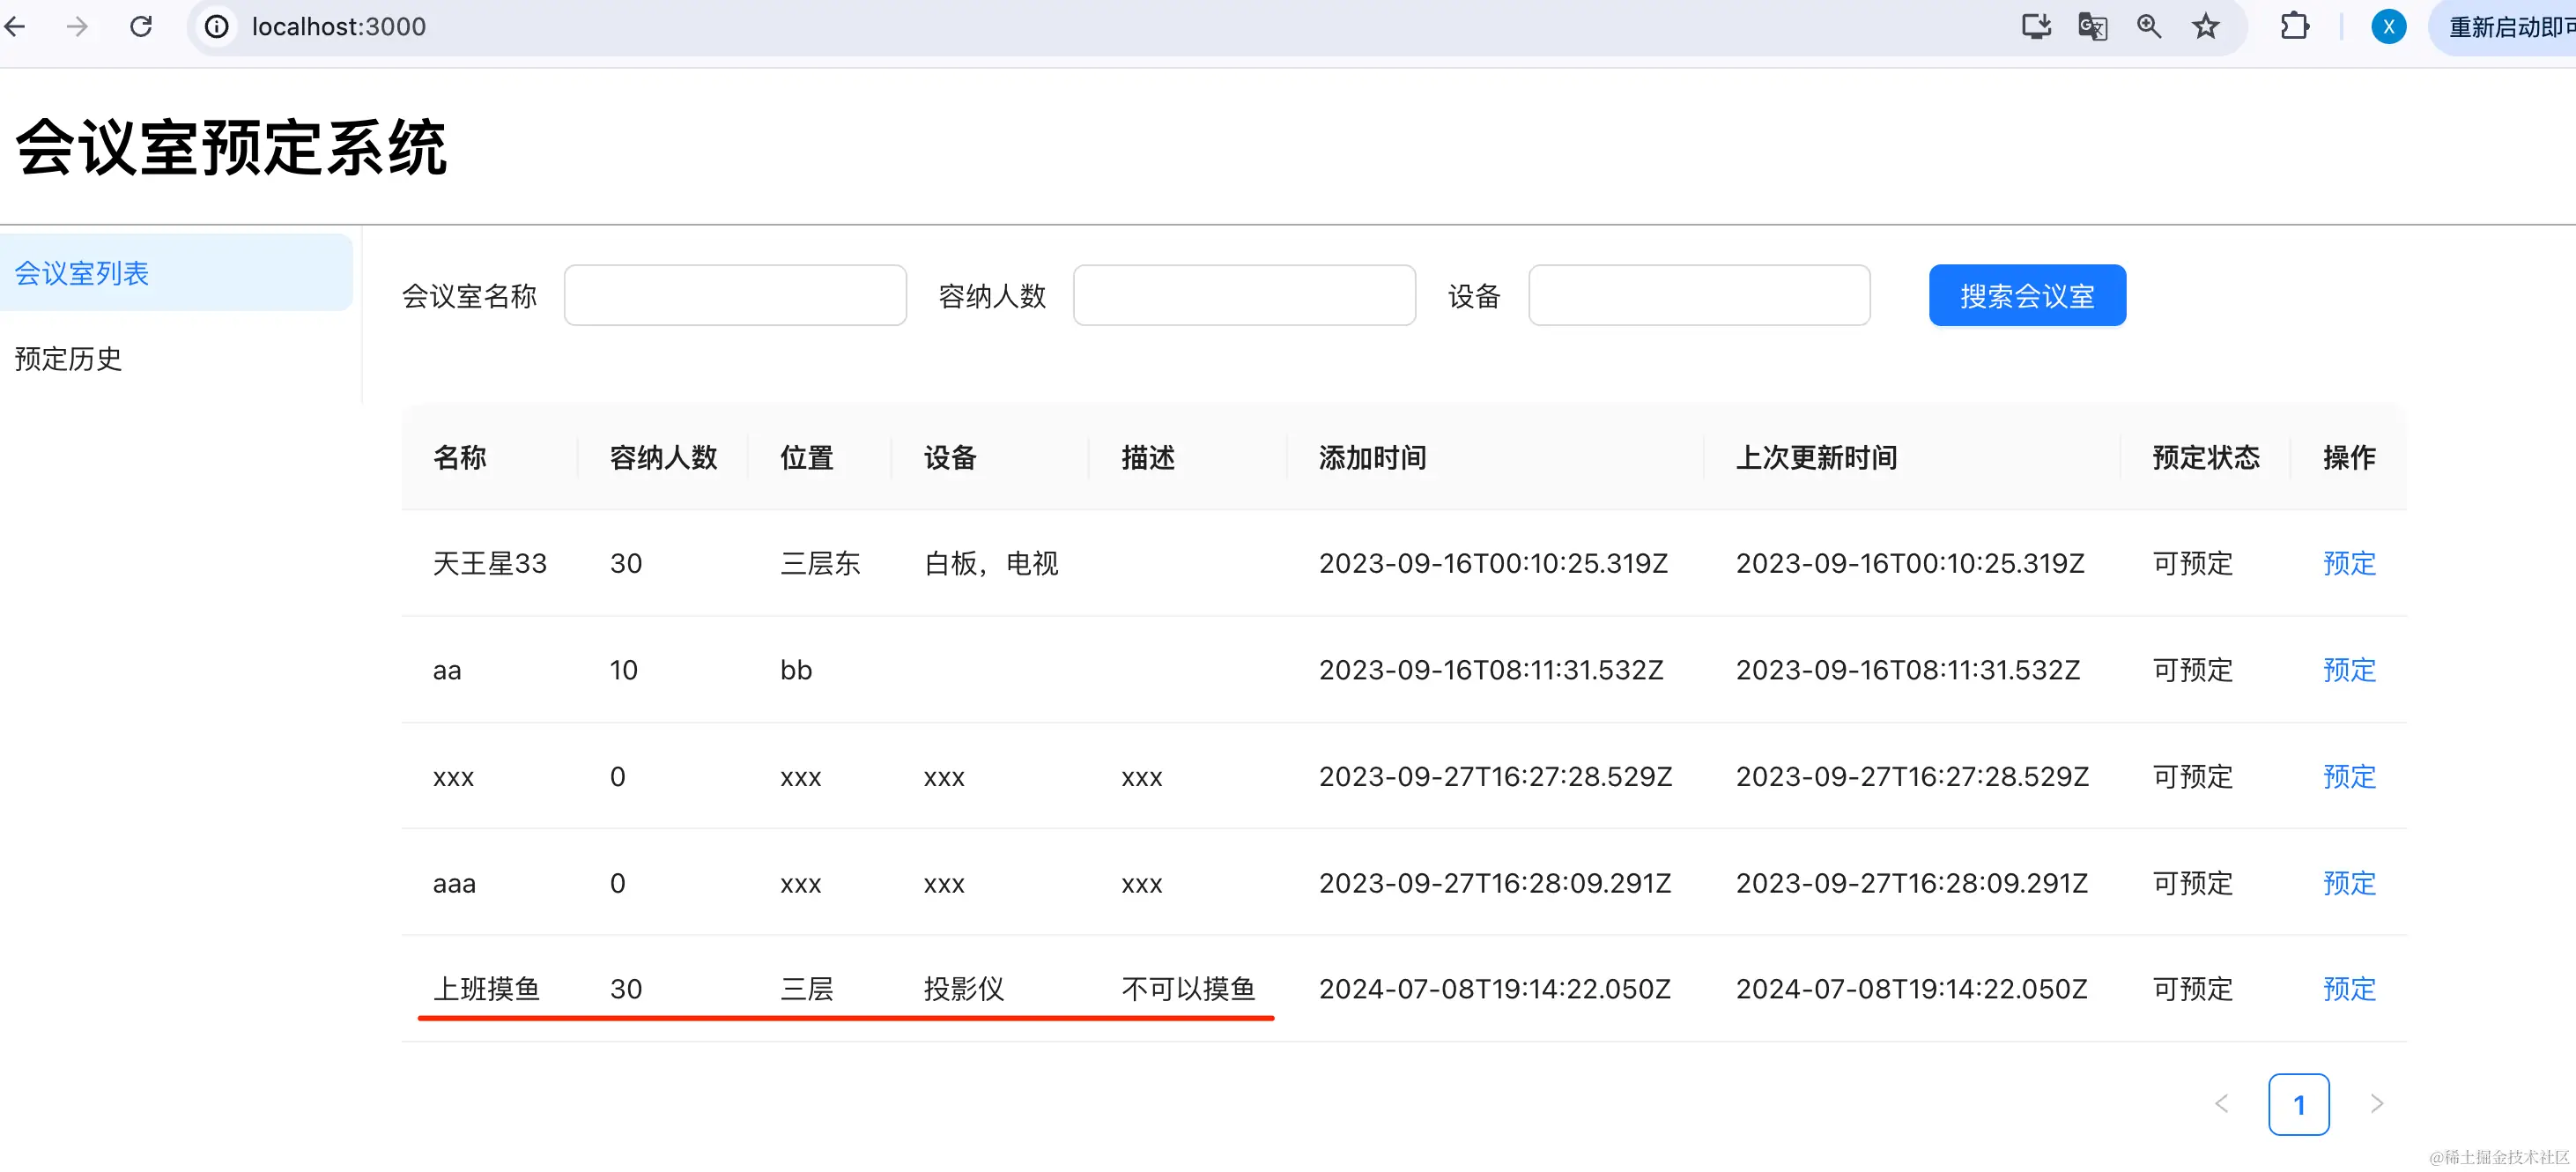 localhost:3000
X
重新启动即可
会议室预定系统
会议室列表
预定历史
会议室名称 容纳人数 设备 搜索会议室
名称 容纳人数 位置 设备 描述 添加时间 上次更新时间 预定状态 操作
天王星33 30 三层东 白板，电视 2023-09-16T00:10:25.319Z 2023-09-16T00:10:25.319Z 可预定 预定
aa 10 bb 2023-09-16T08:11:31.532Z 2023-09-16T08:11:31.532Z 可预定 预定
xxx 0 xxx xxx xxx 2023-09-27T16:27:28.529Z 2023-09-27T16:27:28.529Z 可预定 预定
aaa 0 xxx xxx xxx 2023-09-27T16:28:09.291Z 2023-09-27T16:28:09.291Z 可预定 预定
上班摸鱼 30 三层 投影仪 不可以摸鱼 2024-07-08T19:14:22.050Z 2024-07-08T19:14:22.050Z 可预定 预定
1
@稀土掘金技术社区